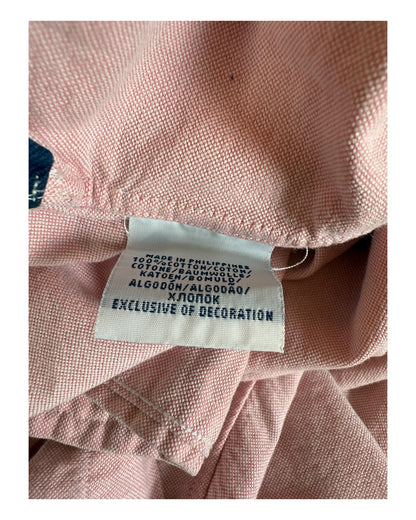 MADE IN PHILIPPINES
100% COTTON/COTON/
COTONE/BAUMWOLLE/
KATOEN/BOMULD/
ALGODÓN/ALGODÃO/
ХЛОПОК
EXCLUSIVE OF DECORATION